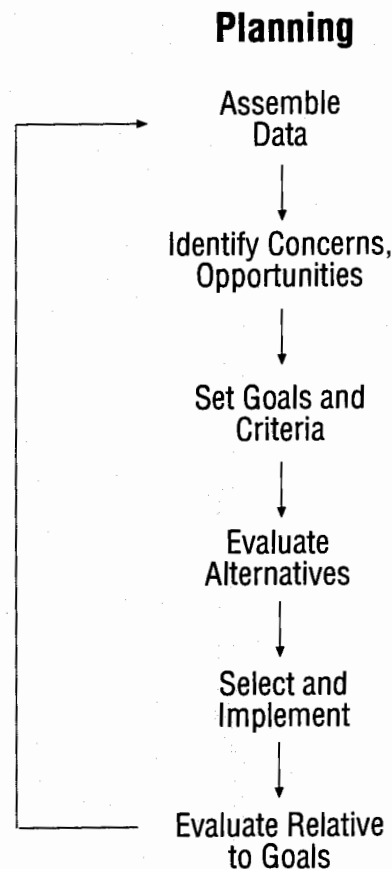 Planning
Assemble
Data
Identify Concerns,
Opportunities
Set Goals and
Criteria
Evaluate
Alternatives
Select and
Implement
Evaluate Relative
to Goals